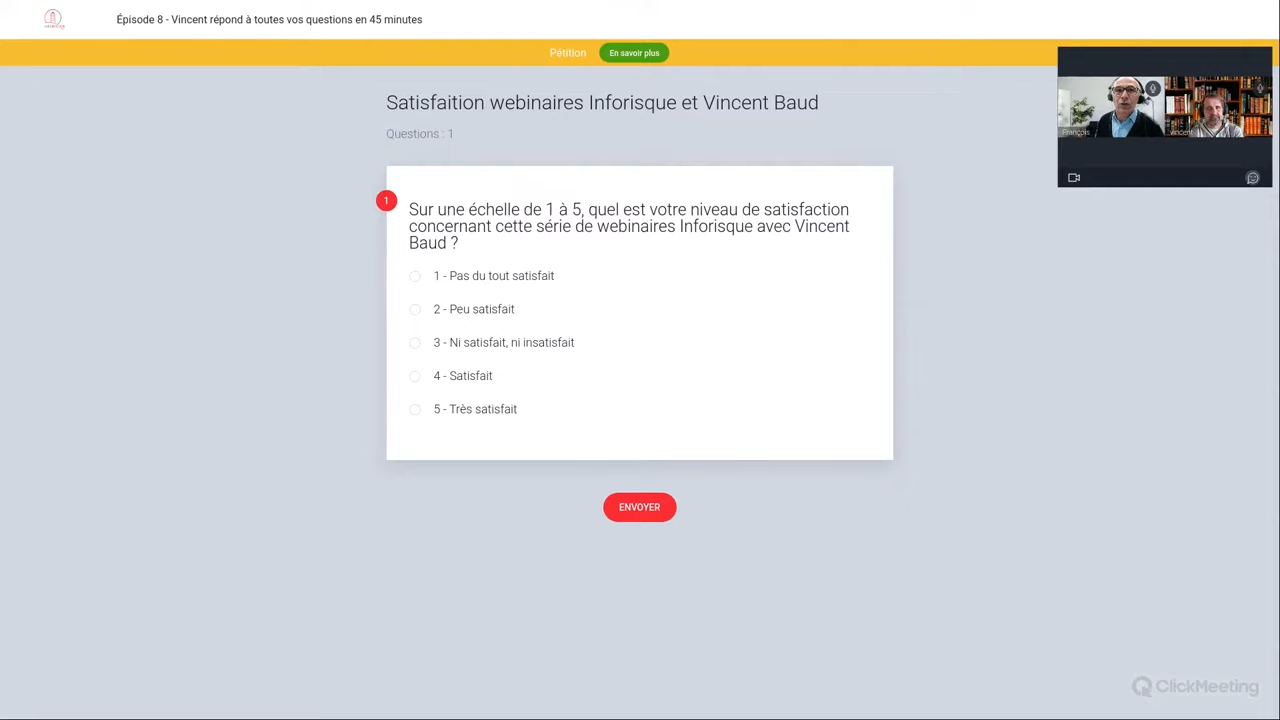 Épisode 8 - Vincent répond à toutes vos questions en 45 minutes
Pétition
En savoir plus
Satisfaition webinaires Inforisque et Vincent Baud
Questions : 1
1
Sur une échelle de 1 à 5, quel est votre niveau de satisfaction
concernant cette série de webinaires Inforisque avec Vincent
Baud ?
1 - Pas du tout satisfait
2 - Peu satisfait
3 - Ni satisfait, ni insatisfait
4 - Satisfait
5 - Très satisfait
ENVOYER
François
vincent
ClickMeeting